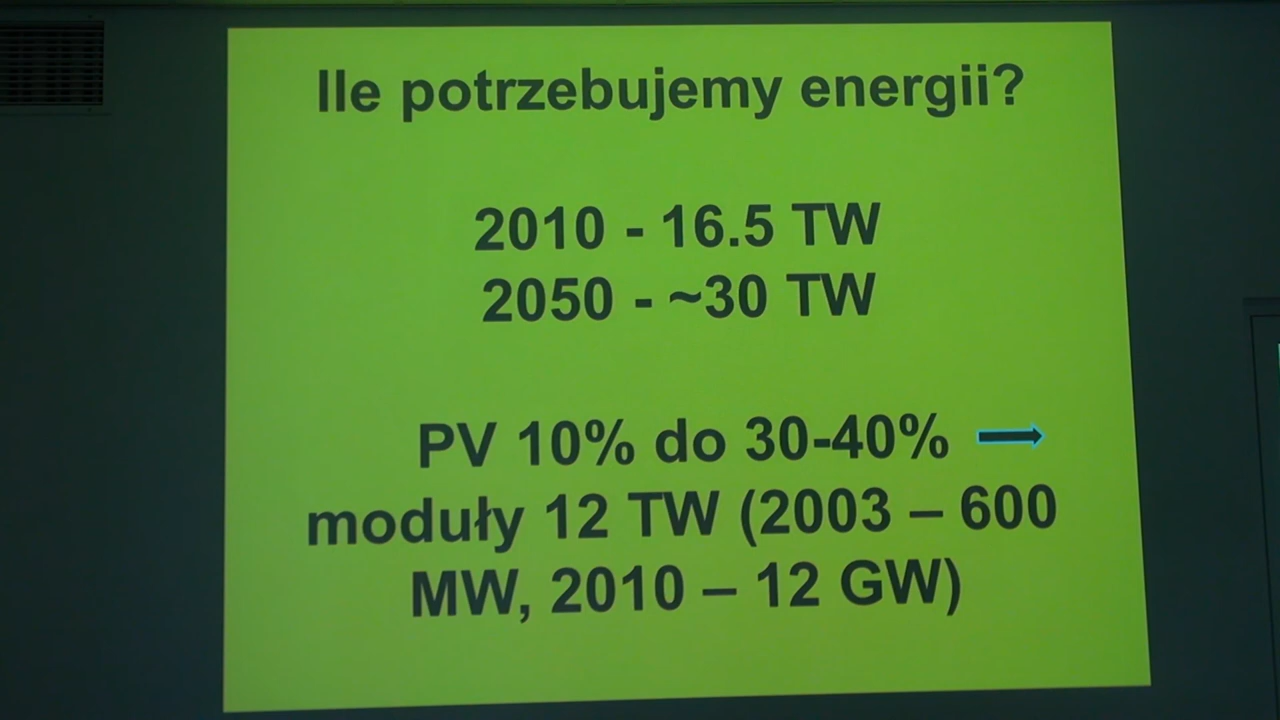 Ile potrzebujemy energii?
2010 - 16.5 TW
2050 - ~30 TW
PV 10% do 30-40%
moduły 12 TW (2003 – 600
MW, 2010 – 12 GW)